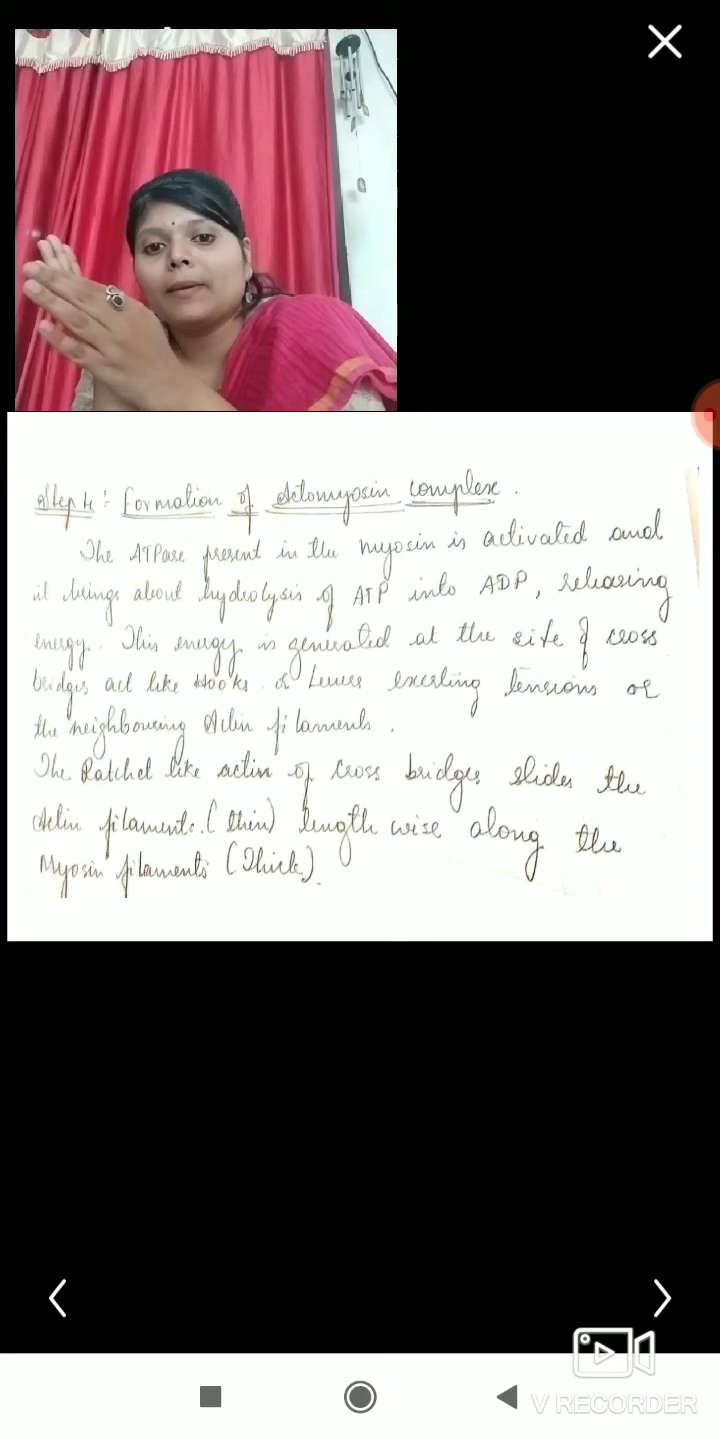 Step 4 : Formation of Actomyosin complex.
The ATPase present in the myosin is activated and
it brings about hydrolysis of ATP into ADP, releasing
energy. This energy is generated at the site of cross
bridges act like Hooks or Lever exerting tensions or
the neighbouring Actin filaments.
The Ratchet like actin of cross bridges slides the
Actin filaments. (thin) length wise along the
Myosin filaments (Thick).
V RECORDER